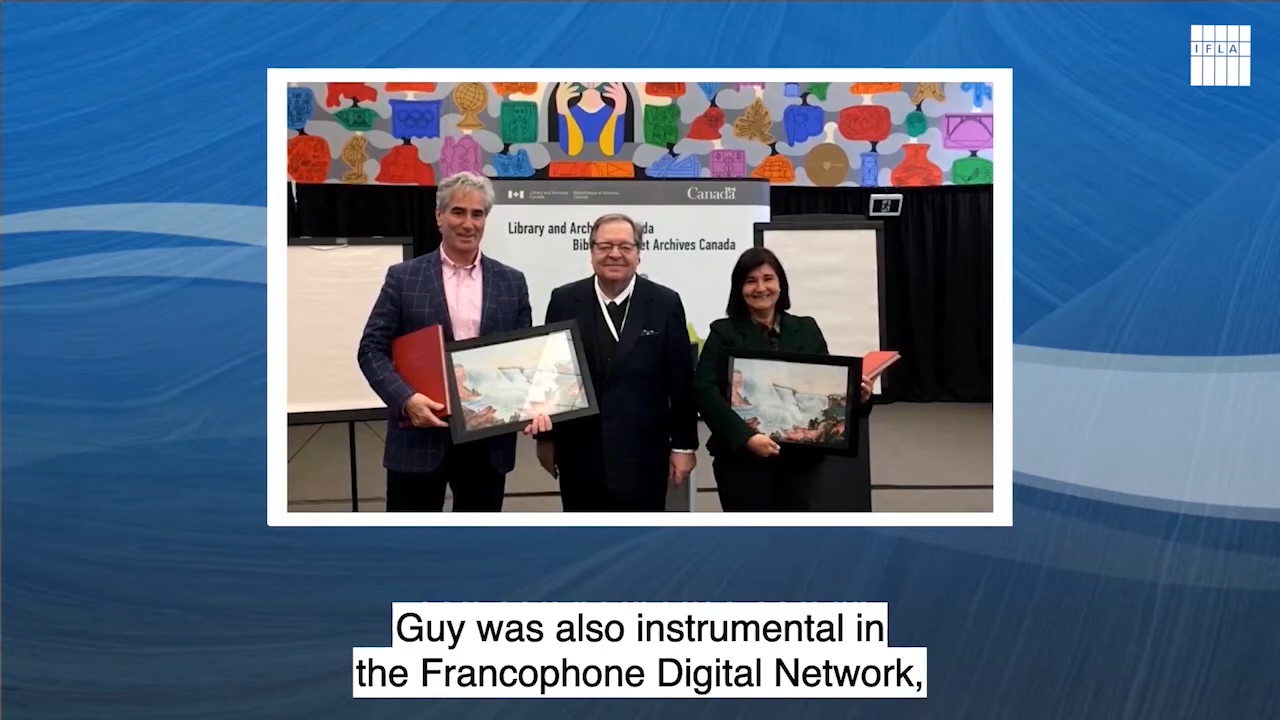 IFLA
Library and Archives
Canada
Bibliothèque et Archives
Canada
Canada
Library and Arch da
Bib et Archives Canada
Guy was also instrumental in
the Francophone Digital Network,